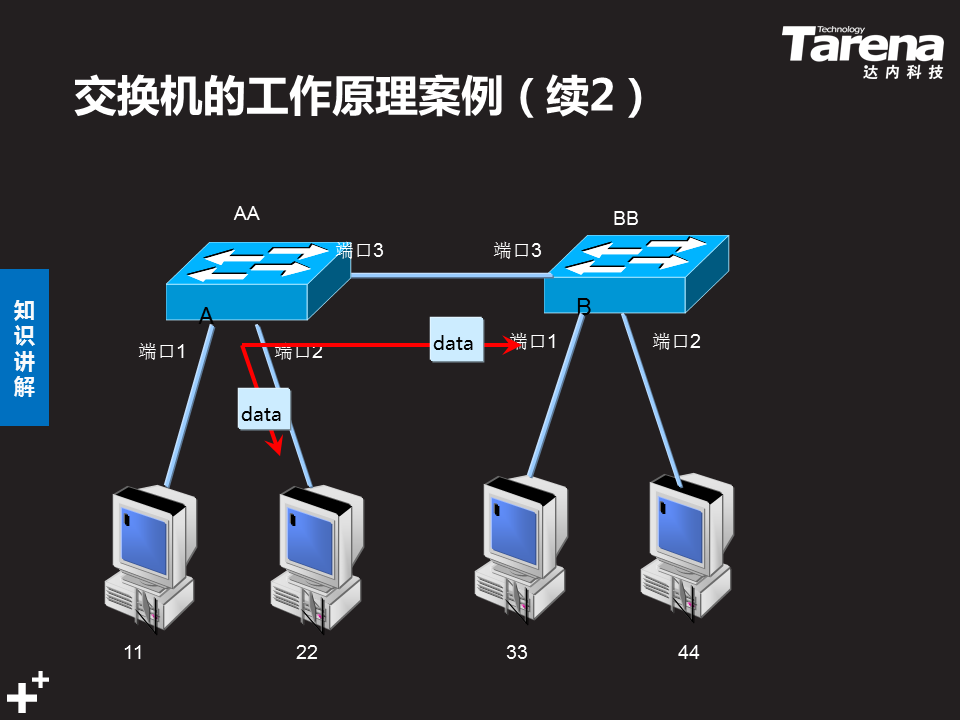 Technology
Tarena
达内科技
交换机的工作原理案例（续2）
AA
BB
端口3
端口3
知识讲解
A
B
端口1
端口2
data
端口1
端口2
data
11
22
33
44